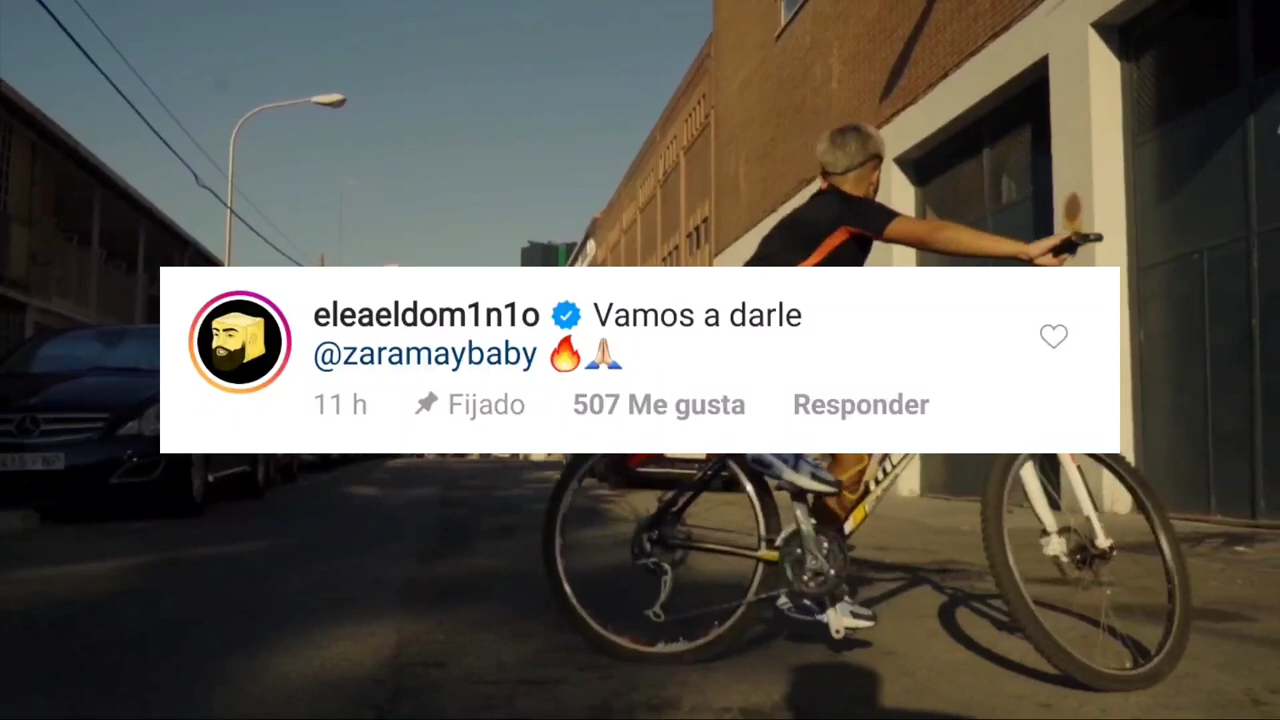 eleaeldom1n1o Vamos a darle
@zaramaybaby 🔥🙏🏼
11 h Fijado 507 Me gusta Responder